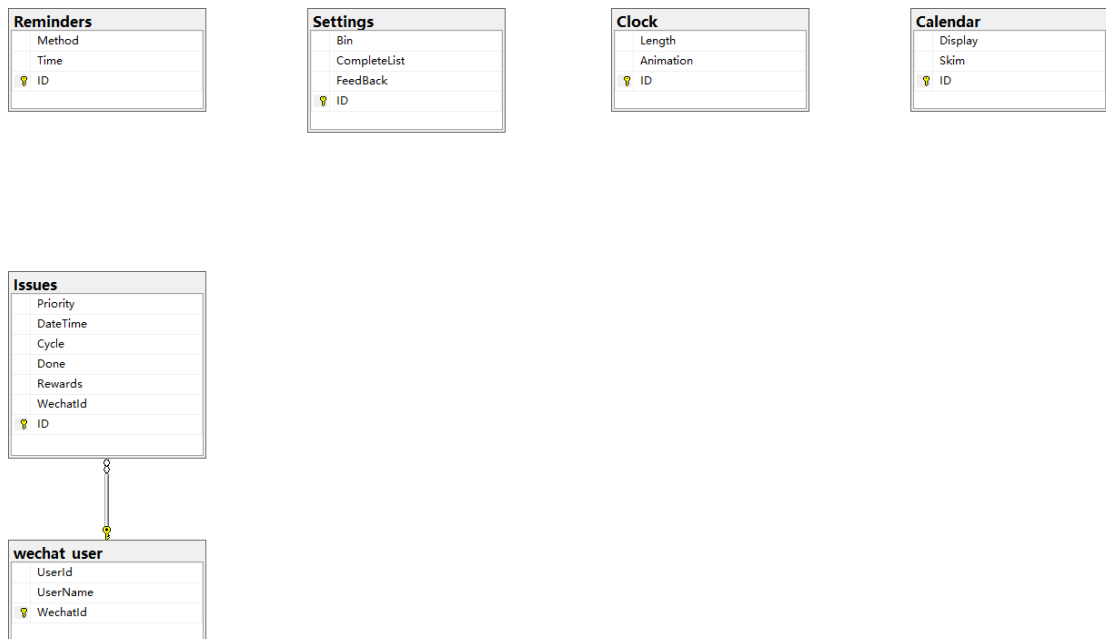 Reminders
Method
Time
ID
Settings
Bin
CompleteList
FeedBack
ID
Clock
Length
Animation
ID
Calendar
Display
Skim
ID
Issues
Priority
DateTime
Cycle
Done
Rewards
WechatId
ID
wechat_user
UserId
UserName
WechatId